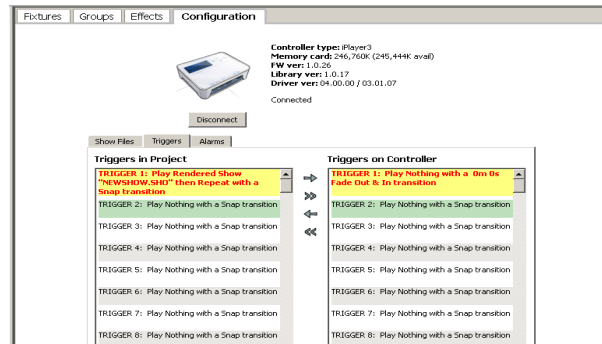 Fixtures Groups Effects Configuration
Controller type: iPlayer3
Memory card: 246,760K (245,444K avail)
FW ver: 1.0.26
Library ver: 1.0.17
Driver ver: 04.00.00 / 03.01.07
Connected
Disconnect
Show Files Triggers Alarms
Triggers in Project
TRIGGER 1: Play Rendered Show
"NEWSHOW.SHO" then Repeat with a
Snap transition
TRIGGER 2: Play Nothing with a Snap transition
TRIGGER 3: Play Nothing with a Snap transition
TRIGGER 4: Play Nothing with a Snap transition
TRIGGER 5: Play Nothing with a Snap transition
TRIGGER 6: Play Nothing with a Snap transition
TRIGGER 7: Play Nothing with a Snap transition
TRIGGER 8: Play Nothing with a Snap transition
Triggers on Controller
TRIGGER 1: Play Nothing with a 0m 0s
Fade Out & In transition
TRIGGER 2: Play Nothing with a Snap transition
TRIGGER 3: Play Nothing with a Snap transition
TRIGGER 4: Play Nothing with a Snap transition
TRIGGER 5: Play Nothing with a Snap transition
TRIGGER 6: Play Nothing with a Snap transition
TRIGGER 7: Play Nothing with a Snap transition
TRIGGER 8: Play Nothing with a Snap transition